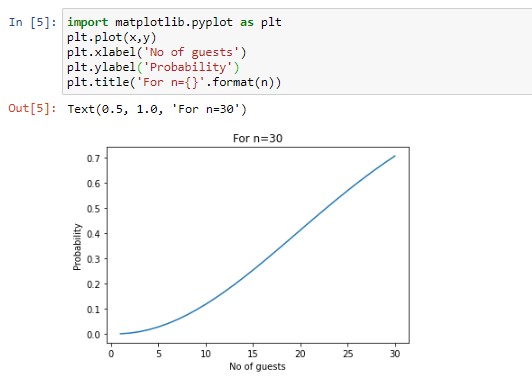 In [5]: import matplotlib.pyplot as plt
plt.plot(x,y)
plt.xlabel('No of guests')
plt.ylabel('Probability')
plt.title('For n={}'.format(n))
Out[5]: Text(0.5, 1.0, 'For n=30')
For n=30
0.7
0.6
0.5
0.4
0.3
0.2
0.1
0.0
Probability
0 5 10 15 20 25 30
No of guests